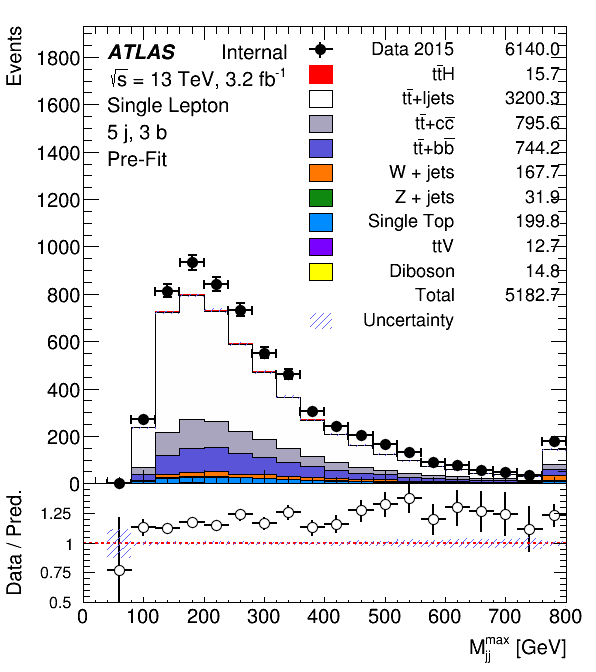 Events
1800
1600
1400
1200
1000
800
600
400
200
0
ATLAS Internal
√s = 13 TeV, 3.2 fb⁻¹
Single Lepton
5 j, 3 b
Pre-Fit
Data 2015 6140.0
tt̄H 15.7
tt̄+ljets 3200.3
tt̄+cc̄ 795.6
tt̄+bb̄ 744.2
W + jets 167.7
Z + jets 31.9
Single Top 199.8
ttV 12.7
Diboson 14.8
Total 5182.7
Uncertainty
Data / Pred.
1.25
1
0.75
0.5
0 100 200 300 400 500 600 700 800
M_jj^max [GeV]